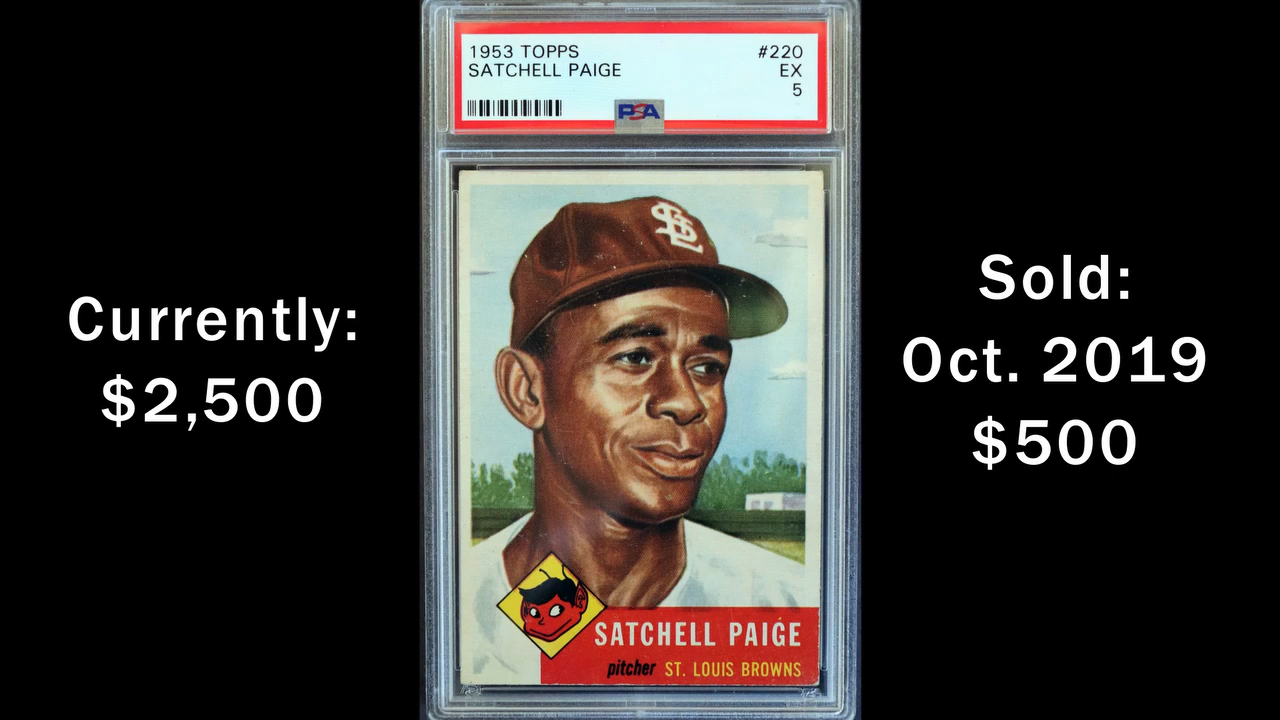 1953 TOPPS #220
SATCHELL PAIGE EX
5
PSA
Currently:
$2,500
Sold:
Oct. 2019
$500
SL
SATCHELL PAIGE
pitcher ST. LOUIS BROWNS